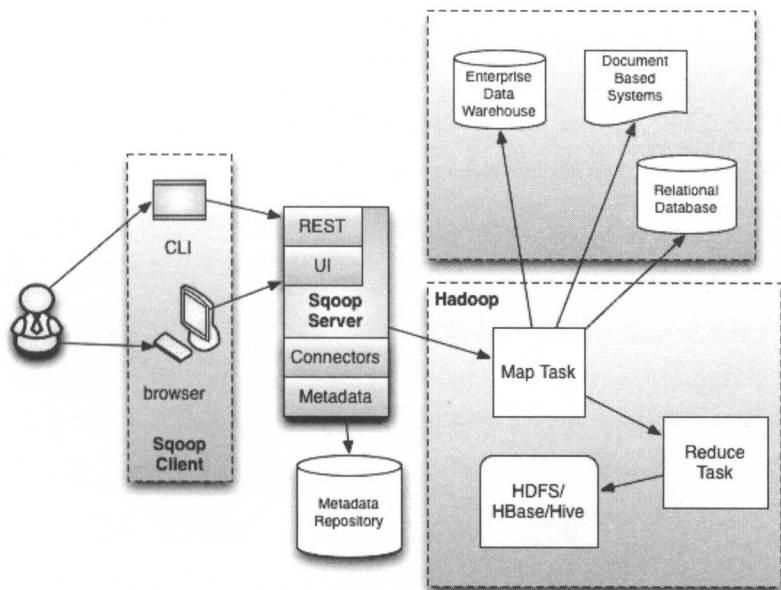 Enterprise
Data
Warehouse
Document
Based
Systems
Relational
Database
CLI
browser
Sqoop
Client
REST
UI
Sqoop
Server
Connectors
Metadata
Metadata
Repository
Hadoop
Map Task
Reduce
Task
HDFS/
HBase/Hive